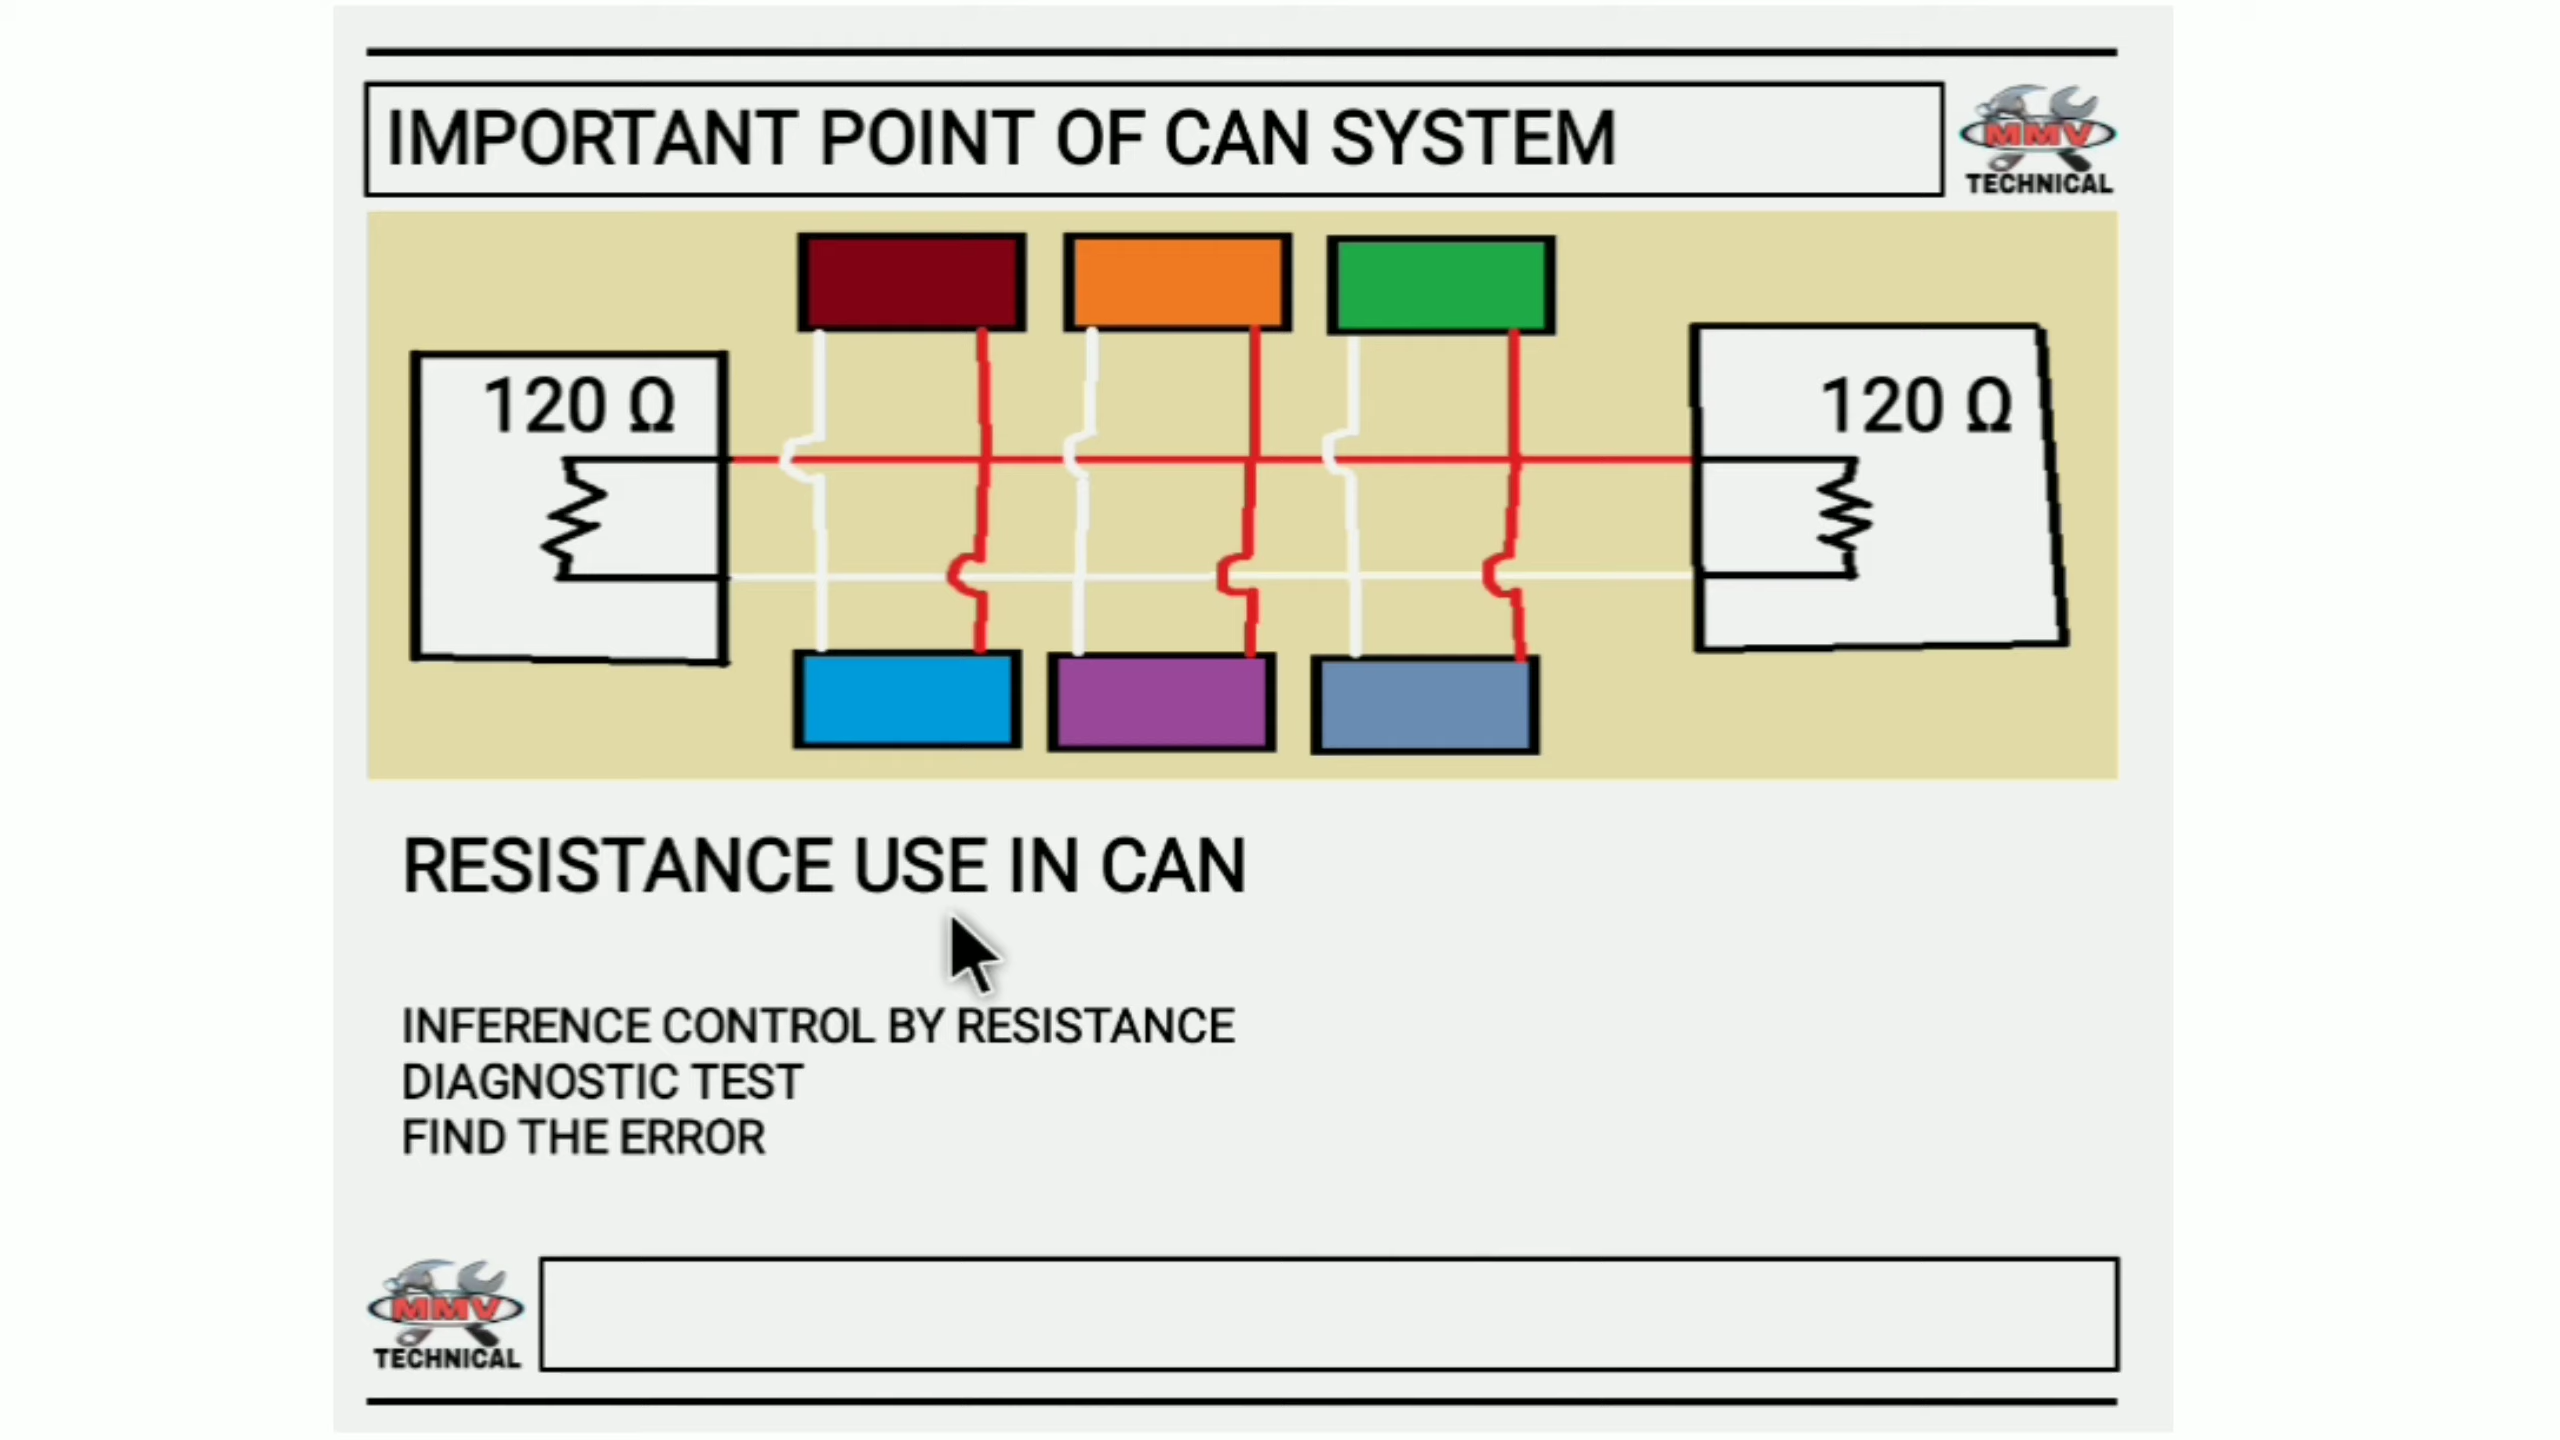 IMPORTANT POINT OF CAN SYSTEM
MMV
TECHNICAL
120 Ω
120 Ω
RESISTANCE USE IN CAN
INFERENCE CONTROL BY RESISTANCE
DIAGNOSTIC TEST
FIND THE ERROR
MMV
TECHNICAL